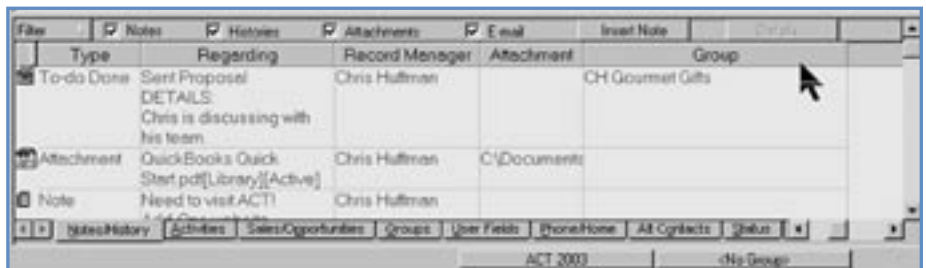 Filter Notes Histories Attachments E-mail Insert Note Details
Type Regarding Record Manager Attachment Group
To-do Done Sent Proposal Chris Huffman CH Gourmet Gifts
DETAILS:
Chris is discussing with
his team
Attachment QuickBooks Quick Chris Huffman C:\Documents
Start.pdf[Library][Active]
Note Need to visit ACT! Chris Huffman
Notes/History Activities Sales/Opportunities Groups User Fields Phone/Home Alt Contacts Status
ACT 2003 <No Group>